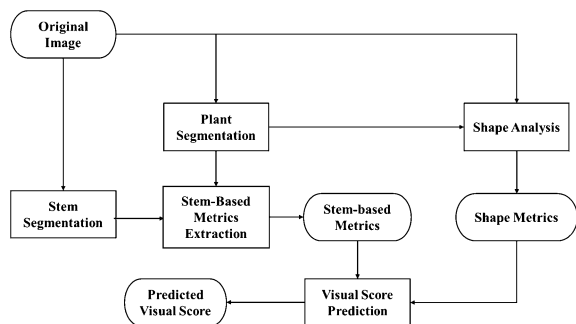 Original
Image
Plant
Segmentation
Shape Analysis
Stem
Segmentation
Stem-Based
Metrics
Extraction
Stem-based
Metrics
Shape Metrics
Predicted
Visual Score
Visual Score
Prediction